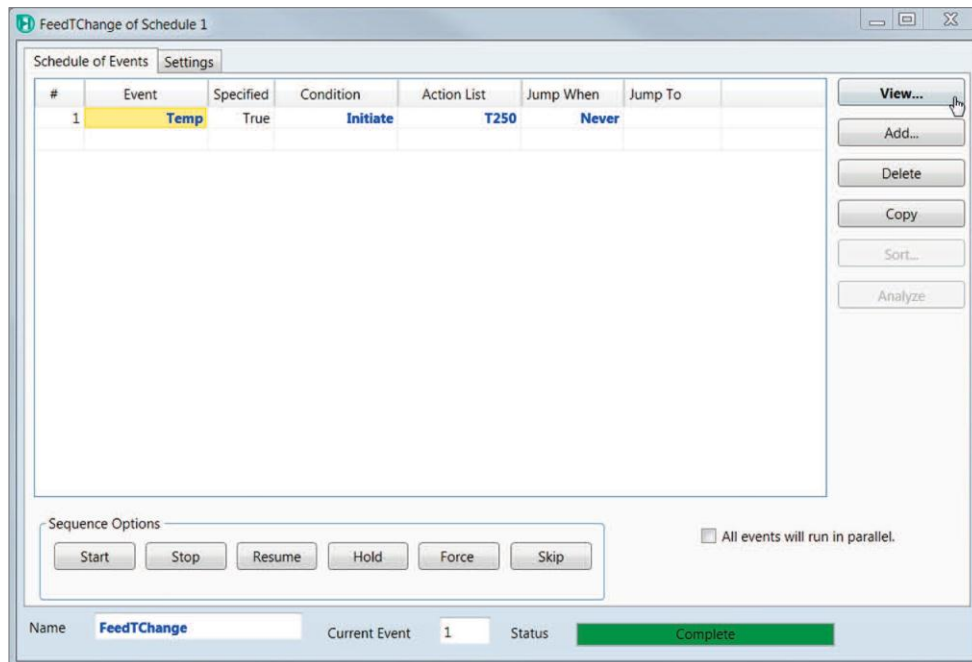 FeedTChange of Schedule 1
Schedule of Events Settings
# Event Specified Condition Action List Jump When Jump To
1 Temp True Initiate T250 Never
View...
Add...
Delete
Copy
Sort...
Analyze
Sequence Options
Start Stop Resume Hold Force Skip
All events will run in parallel.
Name FeedTChange Current Event 1 Status Complete